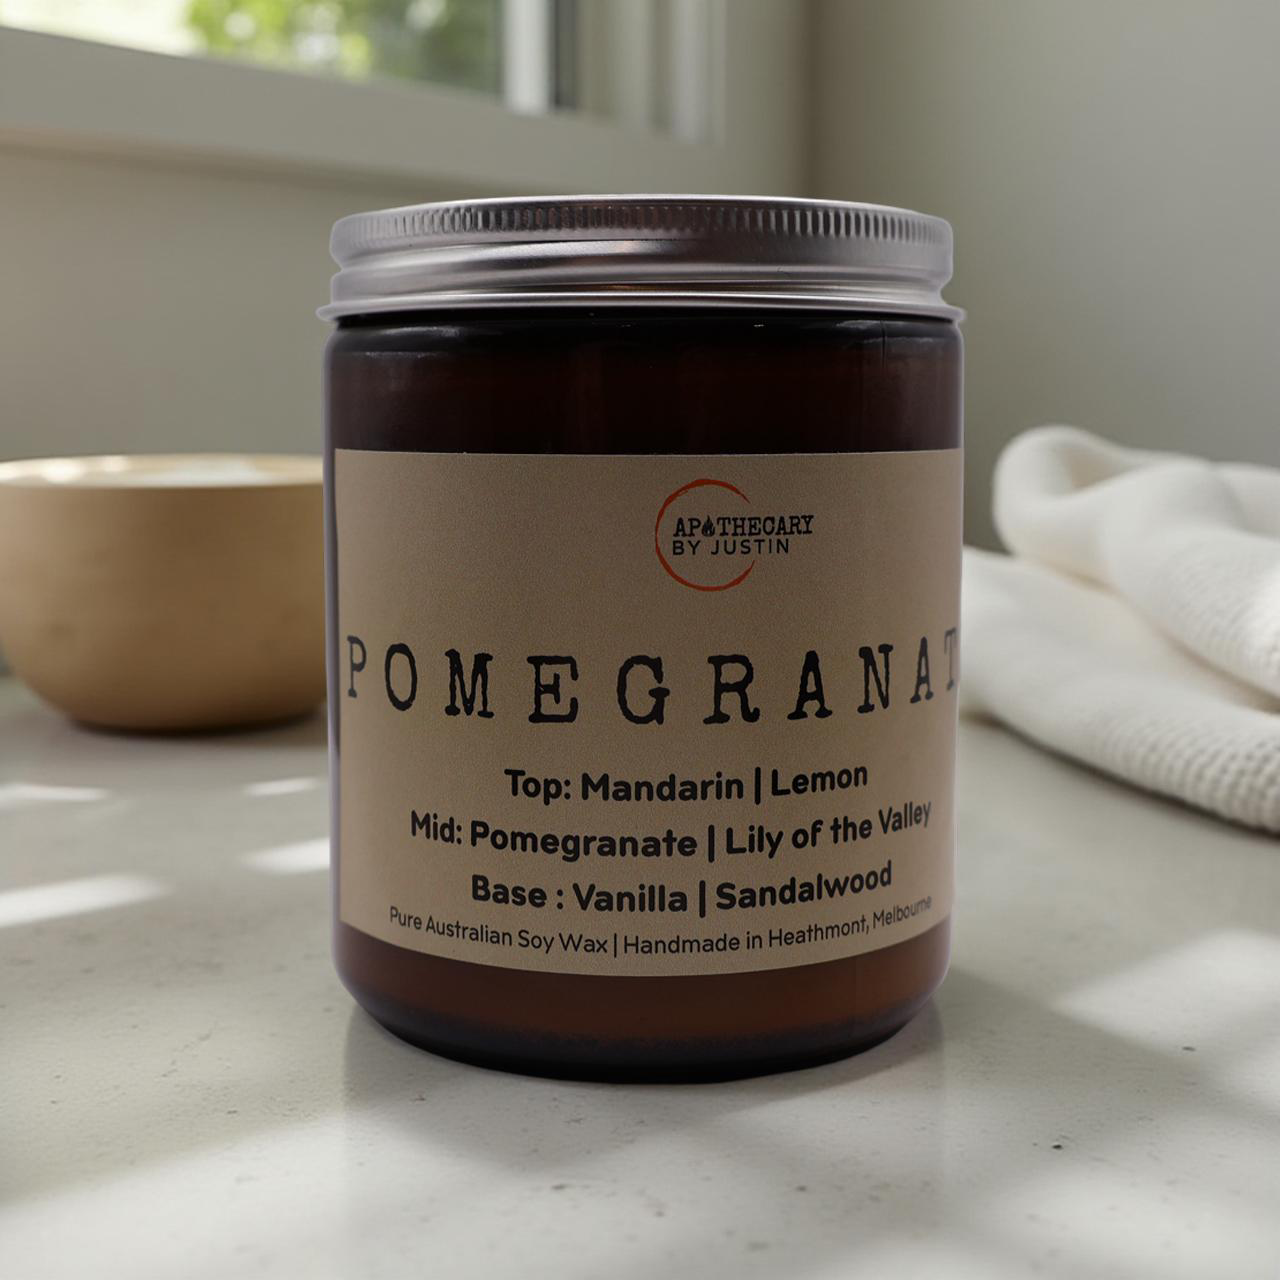 APOTHECARY
BY JUSTIN
POMEGRANAT
Top: Mandarin | Lemon
Mid: Pomegranate | Lily of the Valley
Base : Vanilla | Sandalwood
Pure Australian Soy Wax | Handmade in Heathmont, Melbourne